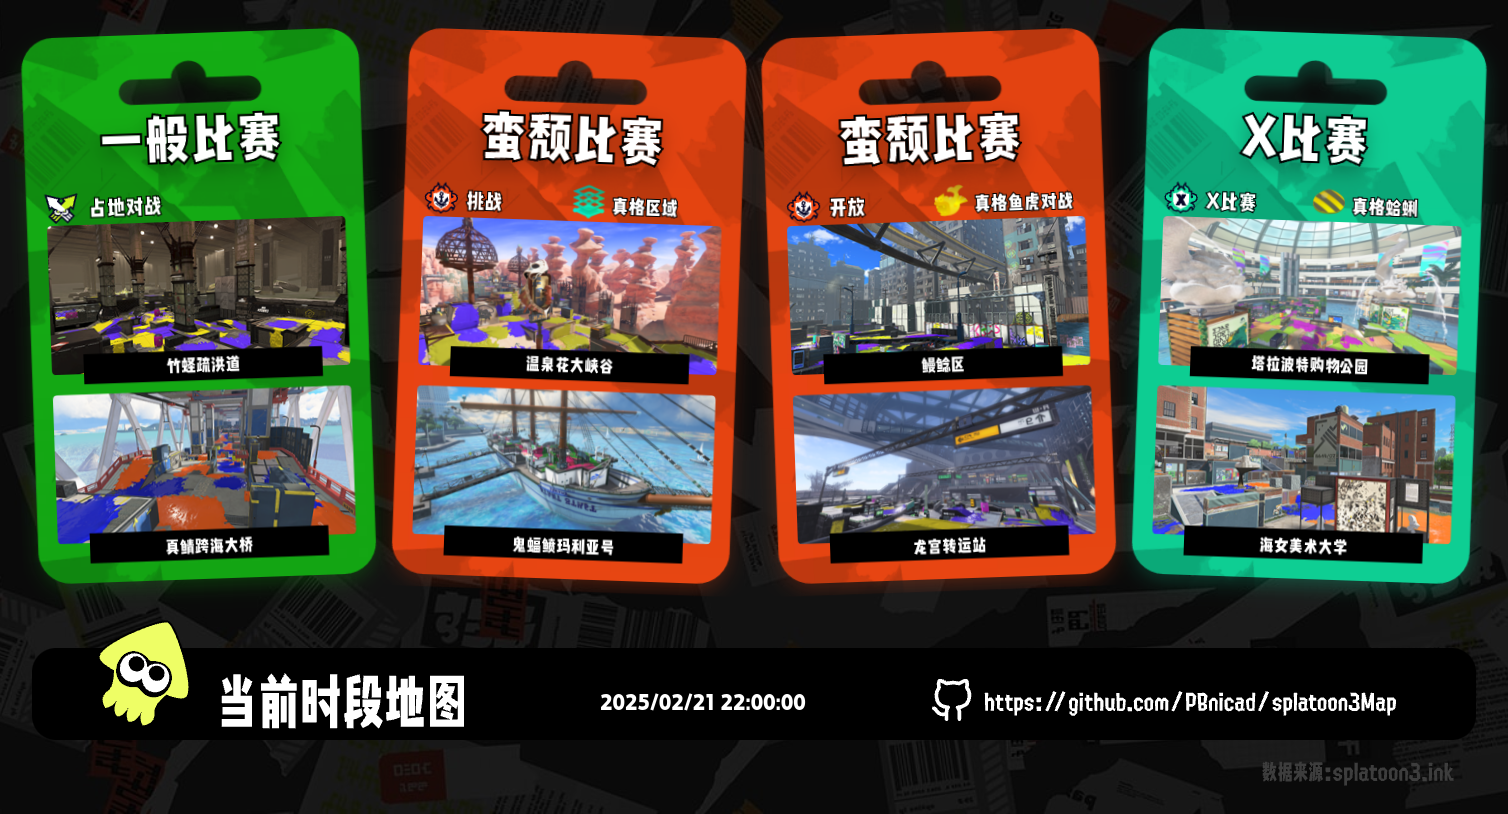 一般比赛
占地对战
竹蛏疏洪道
真鲭跨海大桥
蛮颓比赛
挑战
真格区域
温泉花大峡谷
鬼蝠鲼玛利亚号
蛮颓比赛
开放
真格鱼虎对战
鳗鲶区
龙宫转运站
X比赛
X比赛
真格蛤蜊
塔拉波特购物公园
海女美术大学
当前时段地图
2025/02/21 22:00:00
https://github.com/PBnicad/splatoon3Map
数据来源:splatoon3.ink